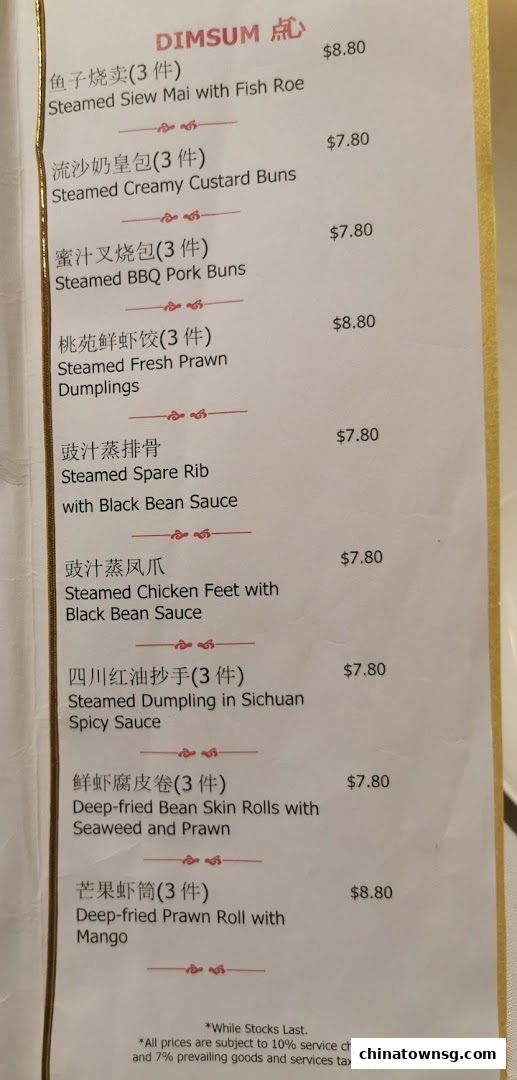 DIMSUM 点心
鱼子烧卖(3 件) $8.80
Steamed Siew Mai with Fish Roe
流沙奶皇包(3 件) $7.80
Steamed Creamy Custard Buns
蜜汁叉烧包(3 件) $7.80
Steamed BBQ Pork Buns
桃苑鲜虾饺(3 件) $8.80
Steamed Fresh Prawn
Dumplings
豉汁蒸排骨 $7.80
Steamed Spare Rib
with Black Bean Sauce
豉汁蒸凤爪 $7.80
Steamed Chicken Feet with
Black Bean Sauce
四川红油抄手(3 件) $7.80
Steamed Dumpling in Sichuan
Spicy Sauce
鲜虾腐皮卷(3 件) $7.80
Deep-fried Bean Skin Rolls with
Seaweed and Prawn
芒果虾筒(3 件) $8.80
Deep-fried Prawn Roll with
Mango
*While Stocks Last.
*All prices are subject to 10% service
and 7% prevailing goods and services
chinatownsg.com